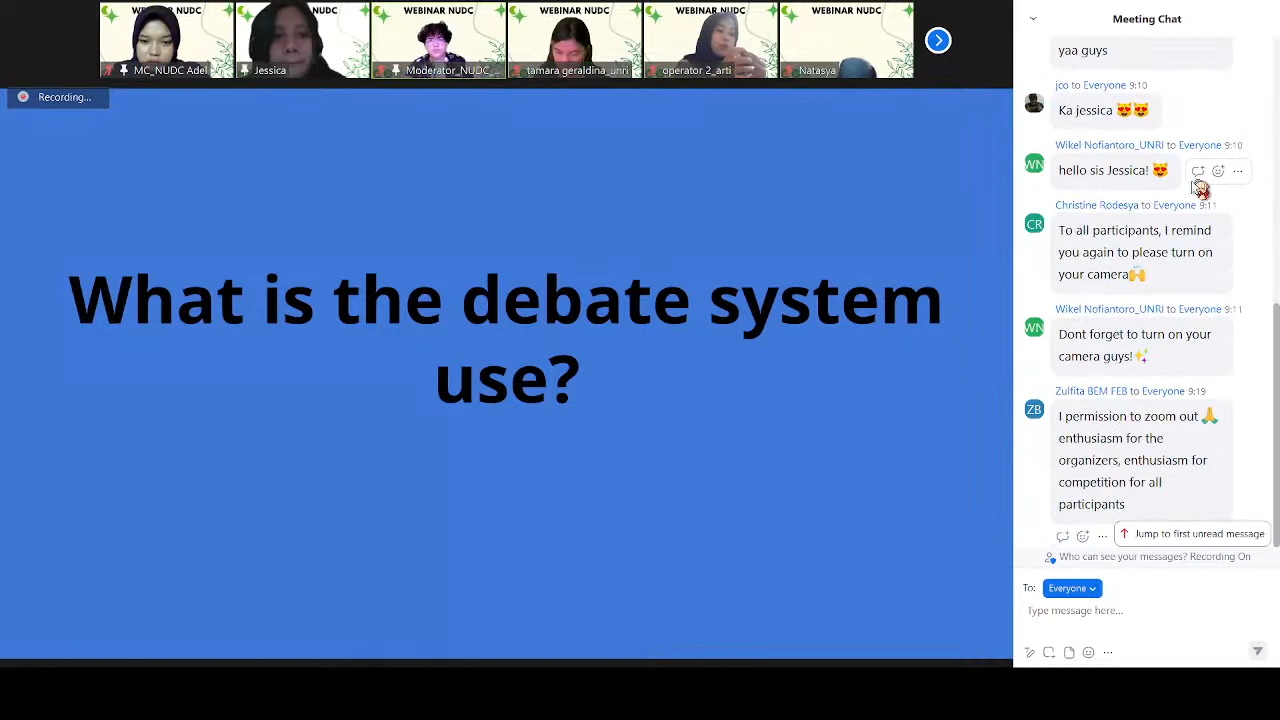 WEBINAR NUDC
NUDC
WEBINAR NUDC
WEBINAR NUDC
WEBINAR NUDC
WEBINAR NUDC
MC_NUDC Adel
Jessica
Moderator_NUDC_...
tamara geraldina_unri
operator 2_arti
Natasya
Recording...
What is the debate system
use?
Meeting Chat
yaa guys
jco to Everyone 9:10
Ka jessica 😻😻
Wikel Nofiantoro_UNRI to Everyone 9:10
WN
hello sis Jessica! 😻
Christine Rodesya to Everyone 9:11
CR
To all participants, I remind
you again to please turn on
your camera🙌
Wikel Nofiantoro_UNRI to Everyone 9:11
WN
Dont forget to turn on your
camera guys!✨
Zulfita BEM FEB to Everyone 9:19
ZB
I permission to zoom out 🙏
enthusiasm for the
organizers, enthusiasm for
competition for all
participants
Jump to first unread message
Who can see your messages? Recording On
To: Everyone
Type message here...